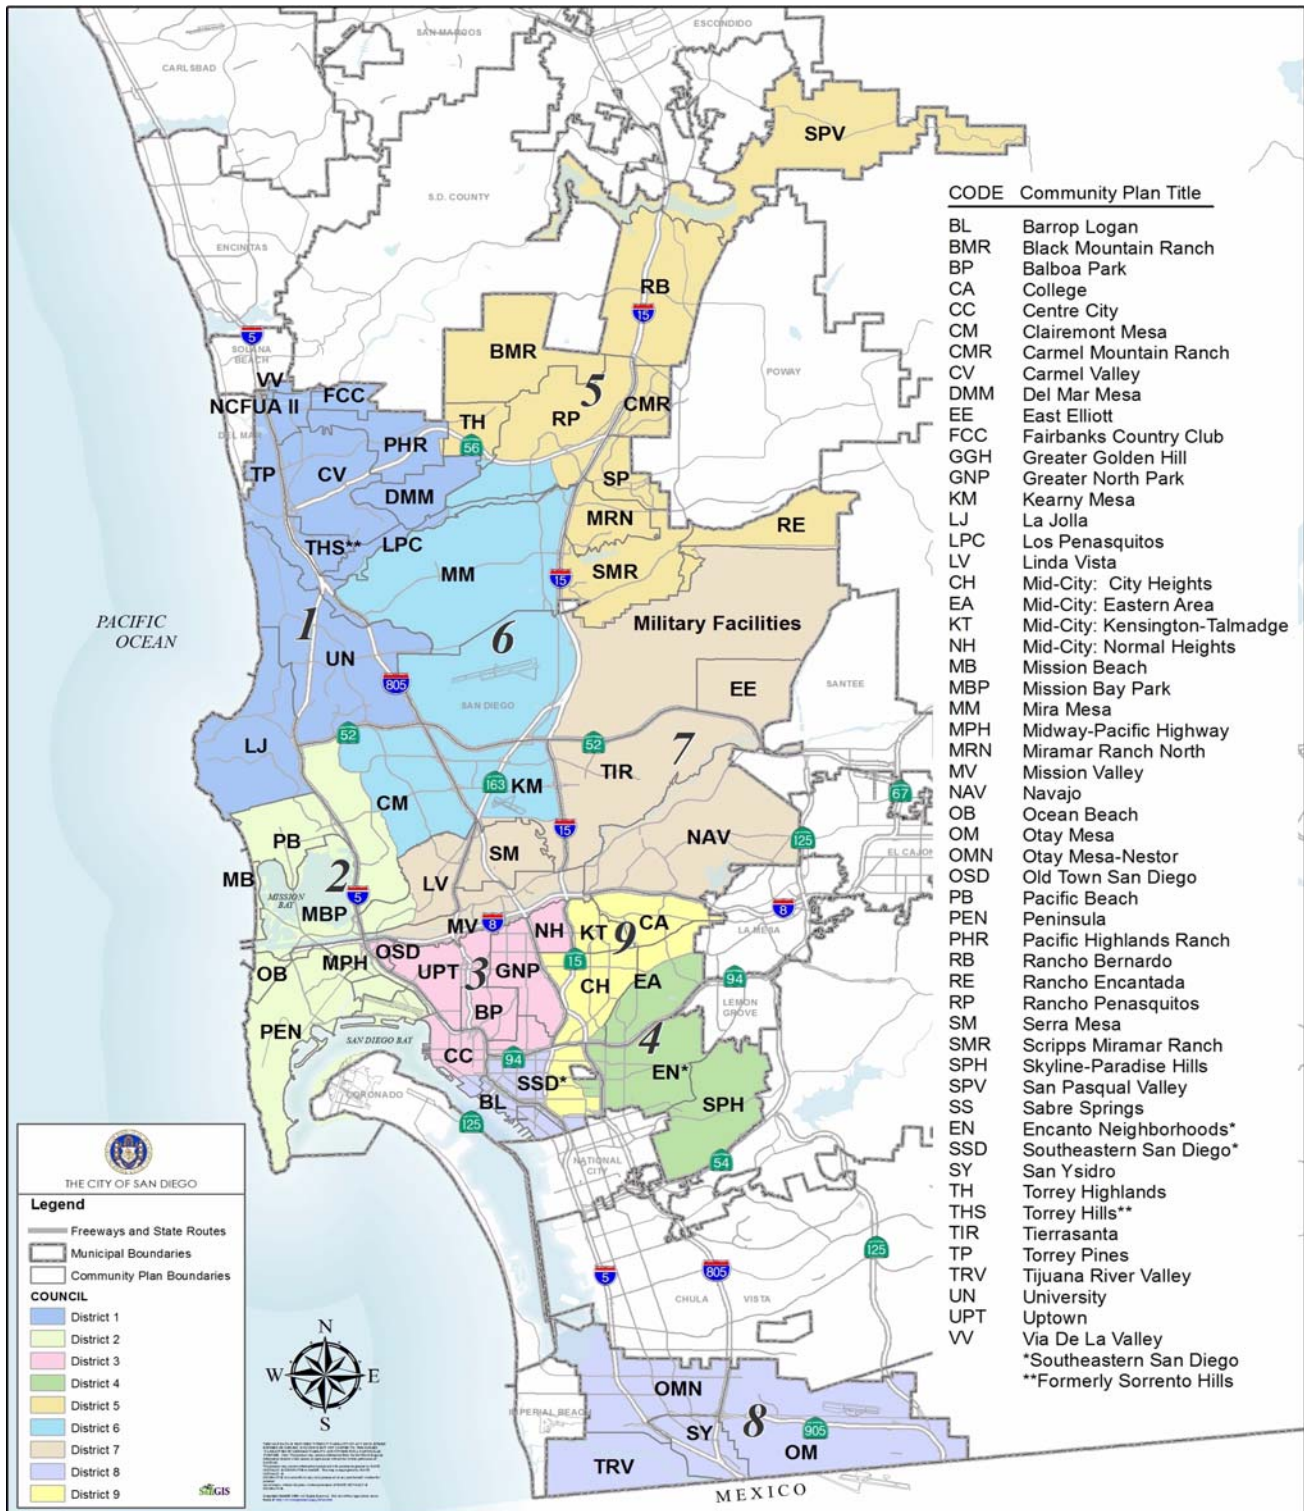 ESCONDIDO
SAN MARCOS
CARLSBAD
SPV
S.D. COUNTY
ENCINITAS
RB
15
5
SOLANA
BEACH
BMR
POWAY
VV
FCC
NCFUA II
5
CMR
DEL MAR
TH
RP
PHR
56
TP
CV
SP
DMM
MRN
RE
THS**
LPC
MM
SMR
15
PACIFIC
OCEAN
1
6
Military Facilities
UN
805
EE
SANTEE
SAN DIEGO
LJ
52
52
7
TIR
163
KM
CM
67
15
NAV
125
PB
SM
EL CAJON
MB
2
LV
MISSION
BAY
5
MBP
MV
8
NH
KT
9
CA
8
LA MESA
OSD
MPH
UPT
3
GNP
15
OB
CH
EA
94
BP
LEMON
GROVE
PEN
SAN DIEGO BAY
CC
94
4
EN*
SSD*
SPH
CORONADO
BL
125
NATIONAL
CITY
54
125
5
805
CHULA VISTA
OMN
IMPERIAL BEACH
SY
8
905
OM
TRV
MEXICO
CODE Community Plan Title
BL Barrop Logan
BMR Black Mountain Ranch
BP Balboa Park
CA College
CC Centre City
CM Clairemont Mesa
CMR Carmel Mountain Ranch
CV Carmel Valley
DMM Del Mar Mesa
EE East Elliott
FCC Fairbanks Country Club
GGH Greater Golden Hill
GNP Greater North Park
KM Kearny Mesa
LJ La Jolla
LPC Los Penasquitos
LV Linda Vista
CH Mid-City: City Heights
EA Mid-City: Eastern Area
KT Mid-City: Kensington-Talmadge
NH Mid-City: Normal Heights
MB Mission Beach
MBP Mission Bay Park
MM Mira Mesa
MPH Midway-Pacific Highway
MRN Miramar Ranch North
MV Mission Valley
NAV Navajo
OB Ocean Beach
OM Otay Mesa
OMN Otay Mesa-Nestor
OSD Old Town San Diego
PB Pacific Beach
PEN Peninsula
PHR Pacific Highlands Ranch
RB Rancho Bernardo
RE Rancho Encantada
RP Rancho Penasquitos
SM Serra Mesa
SMR Scripps Miramar Ranch
SPH Skyline-Paradise Hills
SPV San Pasqual Valley
SS Sabre Springs
EN Encanto Neighborhoods*
SSD Southeastern San Diego*
SY San Ysidro
TH Torrey Highlands
THS Torrey Hills**
TIR Tierrasanta
TP Torrey Pines
TRV Tijuana River Valley
UN University
UPT Uptown
VV Via De La Valley
*Southeastern San Diego
**Formerly Sorrento Hills
THE CITY OF SAN DIEGO
Legend
Freeways and State Routes
Municipal Boundaries
Community Plan Boundaries
COUNCIL
District 1
District 2
District 3
District 4
District 5
District 6
District 7
District 8
District 9
SanGIS
N
W E
S